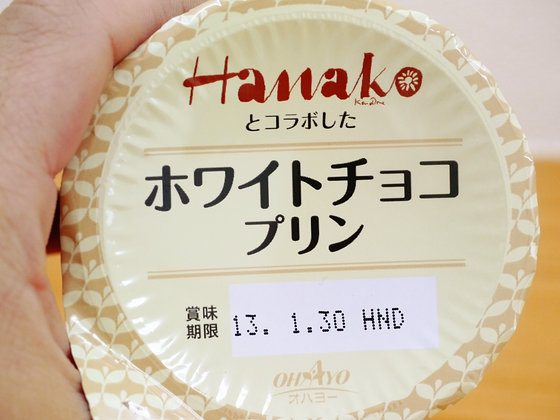 Hanako
とコラボした
ホワイトチョコ
プリン
賞味
期限
13. 1.30 HND
OHAYO
オハヨー